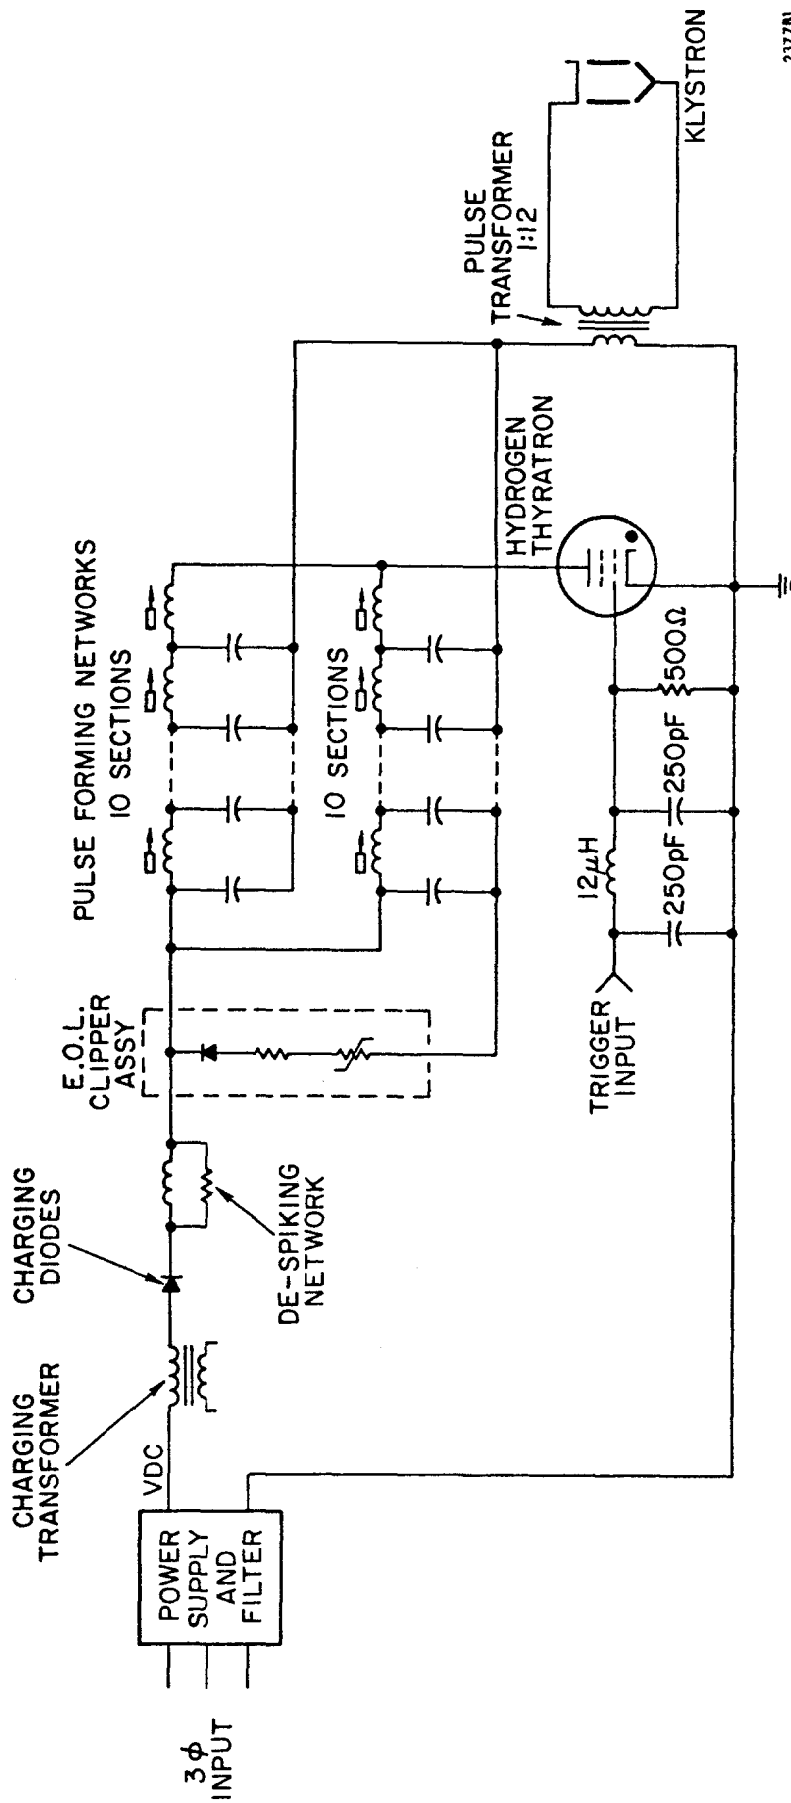 3ϕ
INPUT
POWER
SUPPLY
AND
FILTER
VDC
CHARGING
TRANSFORMER
CHARGING
DIODES
DE-SPIKING
NETWORK
E.O.L.
CLIPPER
ASSY
PULSE FORMING NETWORKS
10 SECTIONS
10 SECTIONS
TRIGGER
INPUT
12µH
250pF
250pF
500Ω
HYDROGEN
THYRATRON
PULSE
TRANSFORMER
1:12
KLYSTRON